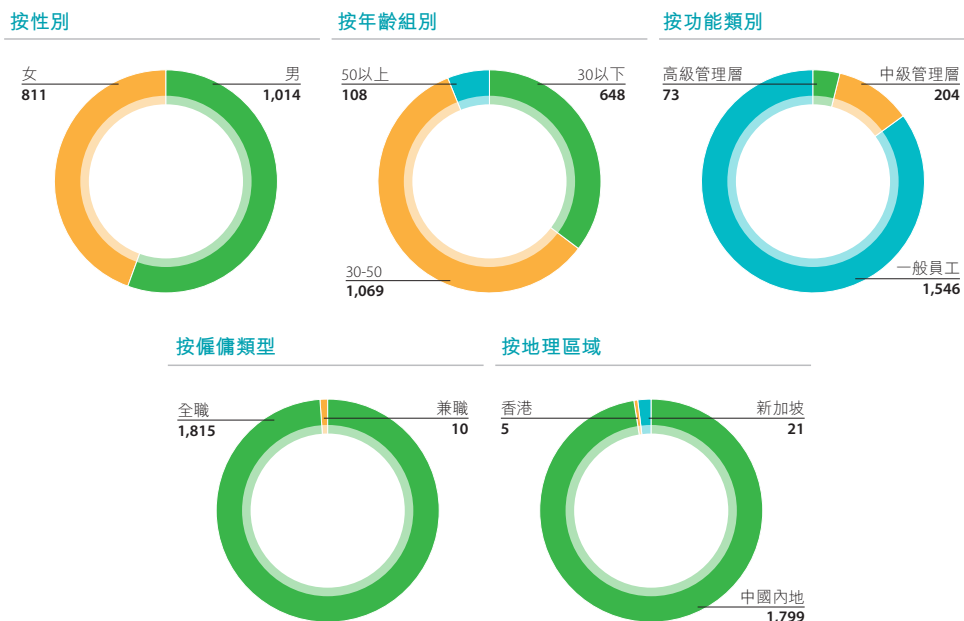 按性別
女
811
男
1,014
按年齡組別
50以上
108
30以下
648
30-50
1,069
按功能類別
高級管理層
73
中級管理層
204
一般員工
1,546
按僱傭類型
全職
1,815
兼職
10
按地理區域
香港
5
新加坡
21
中國內地
1,799